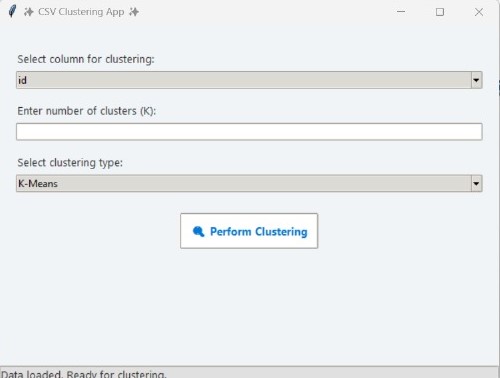 ✨ CSV Clustering App ✨
Select column for clustering:
id
Enter number of clusters (K):
Select clustering type:
K-Means
Perform Clustering
Data loaded. Ready for clustering.